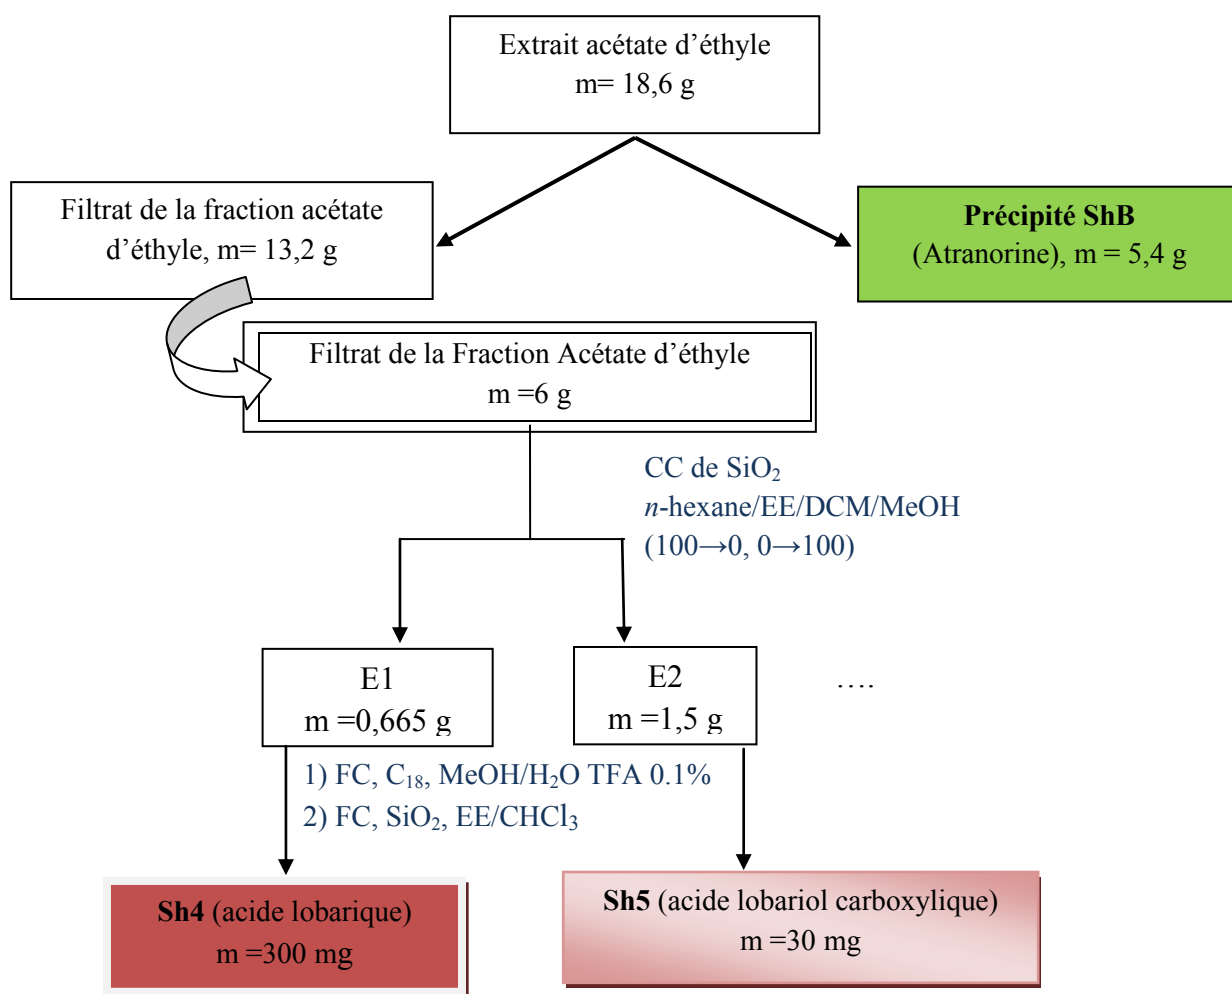 Extrait acétate d’éthyle
m= 18,6 g
Filtrat de la fraction acétate
d’éthyle, m= 13,2 g
Précipité ShB
(Atranorine), m = 5,4 g
Filtrat de la Fraction Acétate d’éthyle
m =6 g
CC de SiO₂
n-hexane/EE/DCM/MeOH
(100→0, 0→100)
E1
m =0,665 g
E2
m =1,5 g
….
1) FC, C₁₈, MeOH/H₂O TFA 0.1%
2) FC, SiO₂, EE/CHCl₃
Sh4 (acide lobarique)
m =300 mg
Sh5 (acide lobariol carboxylique)
m =30 mg